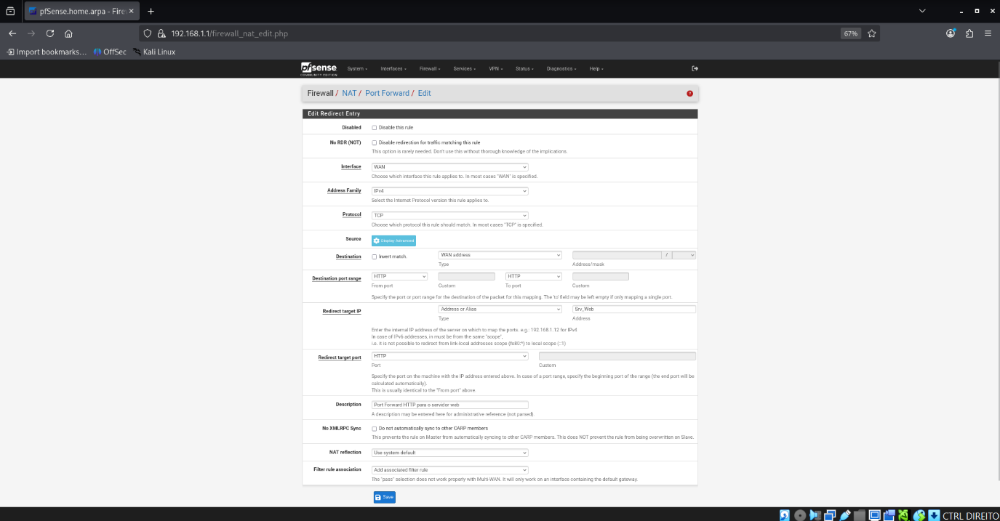 pfSense.home.arpa - Fire
192.168.1.1/firewall_nat_edit.php
67%
Import bookmarks...
OffSec
Kali Linux
pfsense
COMMUNITY EDITION
System
Interfaces
Firewall
Services
VPN
Status
Diagnostics
Help
Firewall / NAT / Port Forward / Edit
Edit Redirect Entry
Disabled
Disable this rule
No RDR (NOT)
Disable redirection for traffic matching this rule
This option is rarely needed. Don't use this without thorough knowledge of the implications.
Interface
WAN
Choose which interface this rule applies to. In most cases "WAN" is specified.
Address Family
IPv4
Select the Internet Protocol version this rule applies to.
Protocol
TCP
Choose which protocol this rule should match. In most cases "TCP" is specified.
Source
Display Advanced
Destination
Invert match.
WAN address
/
Type
Address/mask
Destination port range
HTTP
HTTP
From port
Custom
To port
Custom
Specify the port or port range for the destination of the packet for this mapping. The 'to' field may be left empty if only mapping a single port.
Redirect target IP
Address or Alias
Srv_Web
Type
Address
Enter the internal IP address of the server on which to map the ports. e.g.: 192.168.1.12 for IPv4
In case of IPv6 addresses, in must be from the same "scope",
i.e. it is not possible to redirect from link-local addresses scope (fe80:*) to local scope (::1)
Redirect target port
HTTP
Port
Custom
Specify the port on the machine with the IP address entered above. In case of a port range, specify the beginning port of the range (the end port will be
calculated automatically).
This is usually identical to the "From port" above.
Description
Port Forward HTTP para o servidor web
A description may be entered here for administrative reference (not parsed).
No XMLRPC Sync
Do not automatically sync to other CARP members
This prevents the rule on Master from automatically syncing to other CARP members. This does NOT prevent the rule from being overwritten on Slave.
NAT reflection
Use system default
Filter rule association
Add associated filter rule
The "pass" selection does not work properly with Multi-WAN. It will only work on an interface containing the default gateway.
Save
CTRL DIREITO